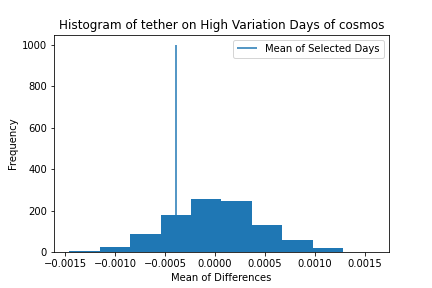 Histogram of tether on High Variation Days of cosmos
Mean of Selected Days
Frequency
1000
800
600
400
200
0
−0.0015 −0.0010 −0.0005 0.0000 0.0005 0.0010 0.0015
Mean of Differences